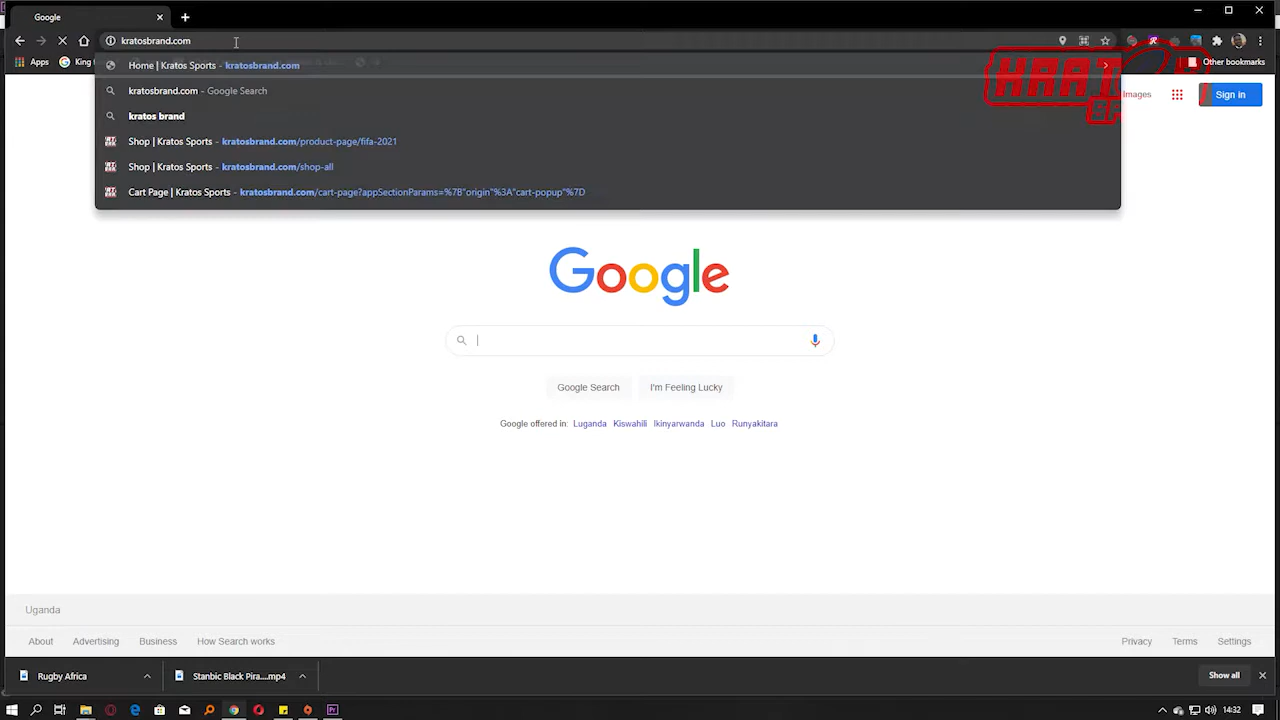 Google
kratosbrand.com
Home | Kratos Sports - kratosbrand.com
kratosbrand.com - Google Search
kratos brand
Shop | Kratos Sports - kratosbrand.com/product-page/fifa-2021
Shop | Kratos Sports - kratosbrand.com/shop-all
Cart Page | Kratos Sports - kratosbrand.com/cart-page?appSectionParams=%7B"origin"%3A"cart-popup"%7D
Apps
King
Other bookmarks
Images
Sign in
Google
Google Search
I'm Feeling Lucky
Google offered in: Luganda Kiswahili Ikinyarwanda Luo Runyakitara
Uganda
About Advertising Business How Search works
Privacy Terms Settings
Rugby Africa
Stanbic Black Pira....mp4
Show all
14:32